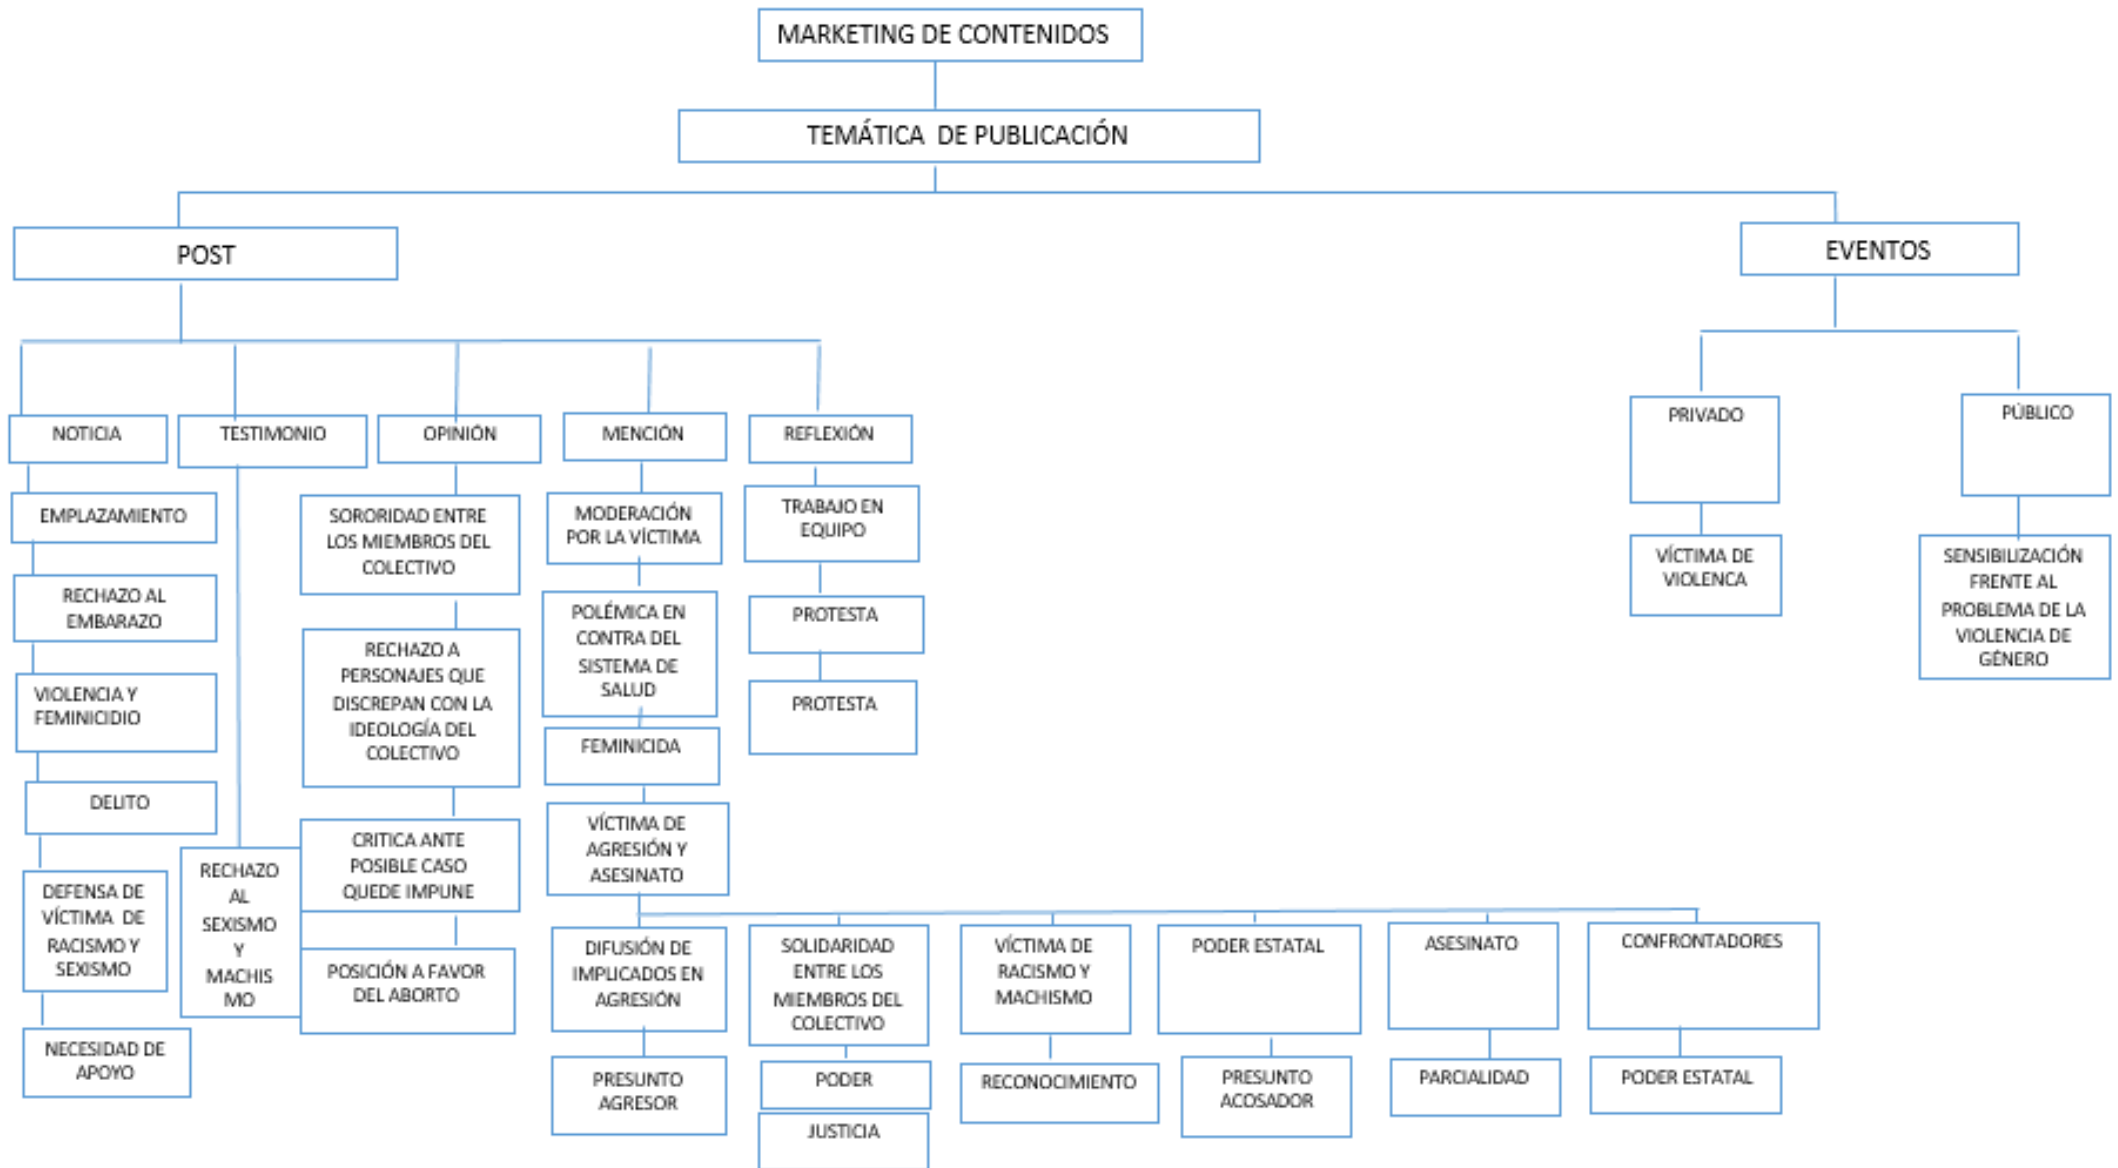 MARKETING DE CONTENIDOS
TEMÁTICA DE PUBLICACIÓN
POST
EVENTOS
NOTICIA
TESTIMONIO
OPINIÓN
MENCIÓN
REFLEXIÓN
PRIVADO
PÚBLICO
EMPLAZAMIENTO
RECHAZO AL
EMBARAZO
VIOLENCIA Y
FEMINICIDIO
DELITO
DEFENSA DE
VÍCTIMA DE
RACISMO Y
SEXISMO
NECESIDAD DE
APOYO
RECHAZO
AL
SEXISMO
Y
MACHIS
MO
SORORIDAD ENTRE
LOS MIEMBROS DEL
COLECTIVO
RECHAZO A
PERSONAJES QUE
DISCREPAN CON LA
IDEOLOGÍA DEL
COLECTIVO
CRITICA ANTE
POSIBLE CASO
QUEDE IMPUNE
POSICIÓN A FAVOR
DEL ABORTO
MODERACIÓN
POR LA VÍCTIMA
POLÉMICA EN
CONTRA DEL
SISTEMA DE
SALUD
FEMINICIDA
VÍCTIMA DE
AGRESIÓN Y
ASESINATO
DIFUSIÓN DE
IMPLICADOS EN
AGRESIÓN
PRESUNTO
AGRESOR
SOLIDARIDAD
ENTRE LOS
MIEMBROS DEL
COLECTIVO
PODER
JUSTICIA
VÍCTIMA DE
RACISMO Y
MACHISMO
RECONOCIMIENTO
PODER ESTATAL
PRESUNTO
ACOSADOR
ASESINATO
PARCIALIDAD
CONFRONTADORES
PODER ESTATAL
TRABAJO EN
EQUIPO
PROTESTA
PROTESTA
VÍCTIMA DE
VIOLENCA
SENSIBILIZACIÓN
FRENTE AL
PROBLEMA DE LA
VIOLENCIA DE
GÉNERO